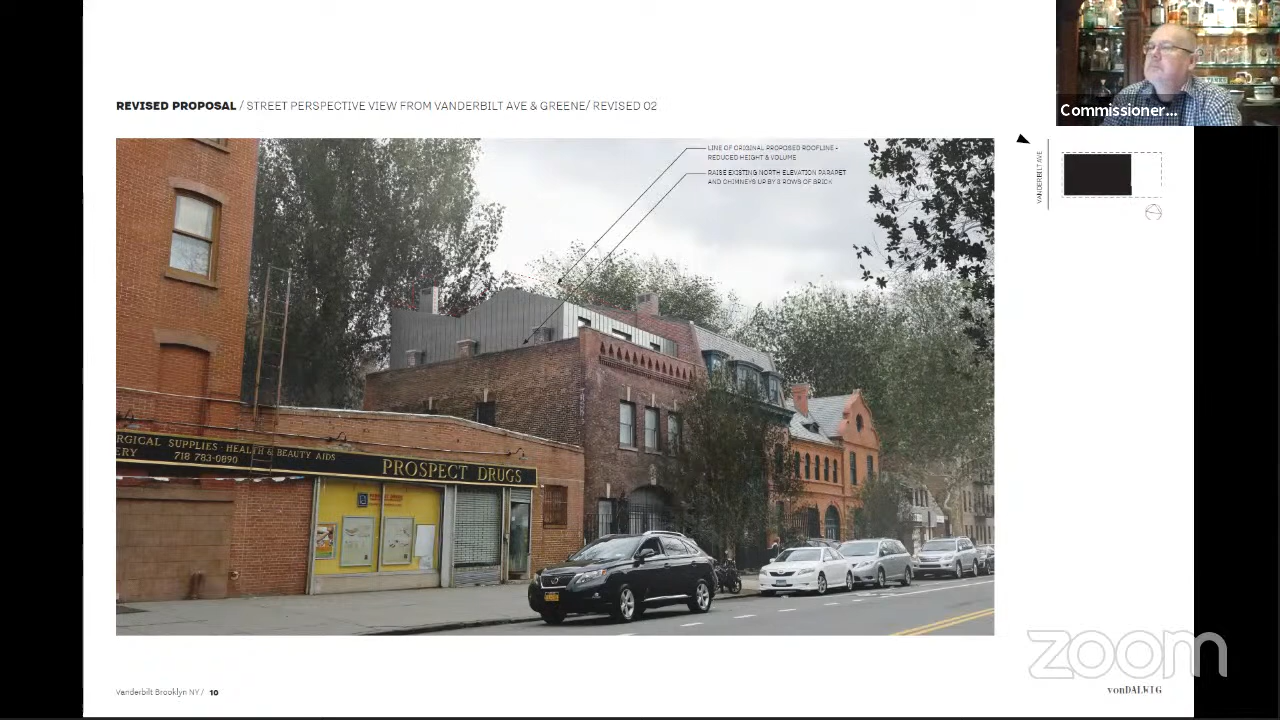 REVISED PROPOSAL / STREET PERSPECTIVE VIEW FROM VANDERBILT AVE & GREENE/ REVISED 02
Commissioner...
LINE OF ORIGINAL PROPOSED ROOFLINE -
REDUCED HEIGHT & VOLUME
RAISE EXISTING NORTH ELEVATION PARAPET
AND CHIMNEYS UP BY 3 ROWS OF BRICK
VANDERBILT AVE
RGICAL SUPPLIES · HEALTH & BEAUTY AIDS
ERY 718 783-0890
PROSPECT DRUGS
zoom
Vanderbilt Brooklyn NY / 10
vonDALWIG